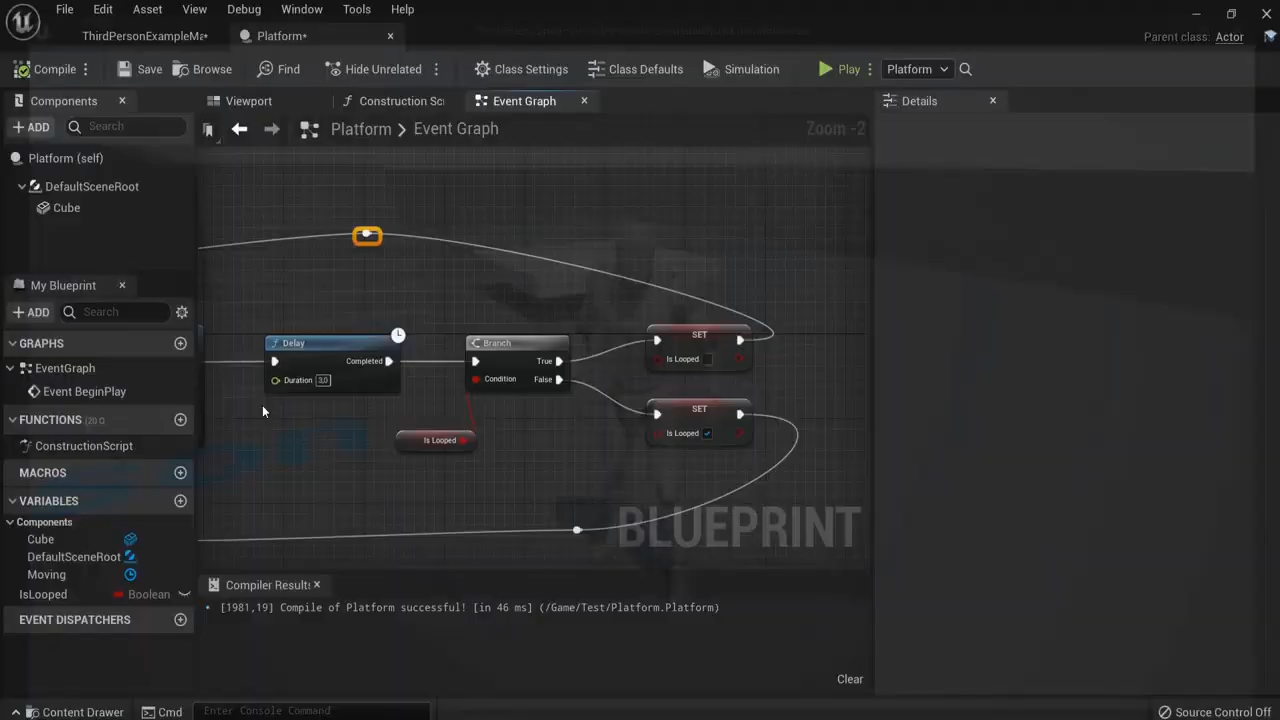 File Edit Asset View Debug Window Tools Help
ThirdPersonExampleMa*
Platform*
Parent class: Actor
Compile Save Browse Find Hide Unrelated Class Settings Class Defaults Simulation Play Platform
Components
Viewport
Construction Sc
Event Graph
Details
ADD
Search
Platform > Event Graph
Zoom -2
Platform (self)
DefaultSceneRoot
Cube
My Blueprint
ADD
Search
GRAPHS
EventGraph
Event BeginPlay
FUNCTIONS (20 O
ConstructionScript
MACROS
VARIABLES
Components
Cube
DefaultSceneRoot
Moving
IsLooped Boolean
EVENT DISPATCHERS
Delay
Completed
Duration 3,0
Branch
True
Condition False
Is Looped
SET
Is Looped
SET
Is Looped
BLUEPRINT
Compiler Results
[1981,19] Compile of Platform successful! [in 46 ms] (/Game/Test/Platform.Platform)
Clear
Content Drawer
Cmd
Enter Console Command
Source Control Off